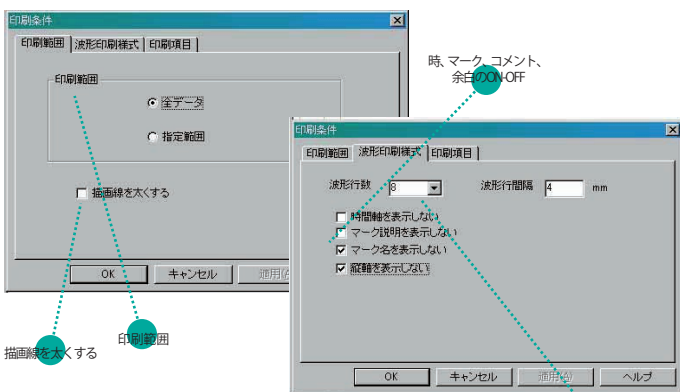 印刷条件
印刷範囲 波形印刷様式 印刷項目
印刷範囲
全データ
指定範囲
描画線を太くする
OK キャンセル 適用(A)
描画線を太くする
印刷範囲
時、マーク、コメント、
余白のON-OFF
印刷条件
印刷範囲 波形印刷様式 印刷項目
波形行数 8 波形行間隔 4 mm
時間軸を表示しない
マーク説明を表示しない
マーク名を表示しない
縦軸を表示しない
OK キャンセル 適用(A) ヘルプ